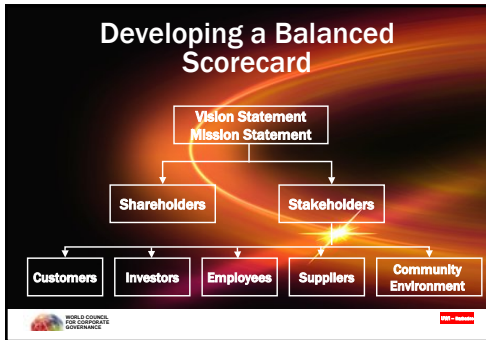 Developing a Balanced
Scorecard
Vision Statement
Mission Statement
Shareholders
Stakeholders
Customers
Investors
Employees
Suppliers
Community
Environment
WORLD COUNCIL
FOR CORPORATE
GOVERNANCE